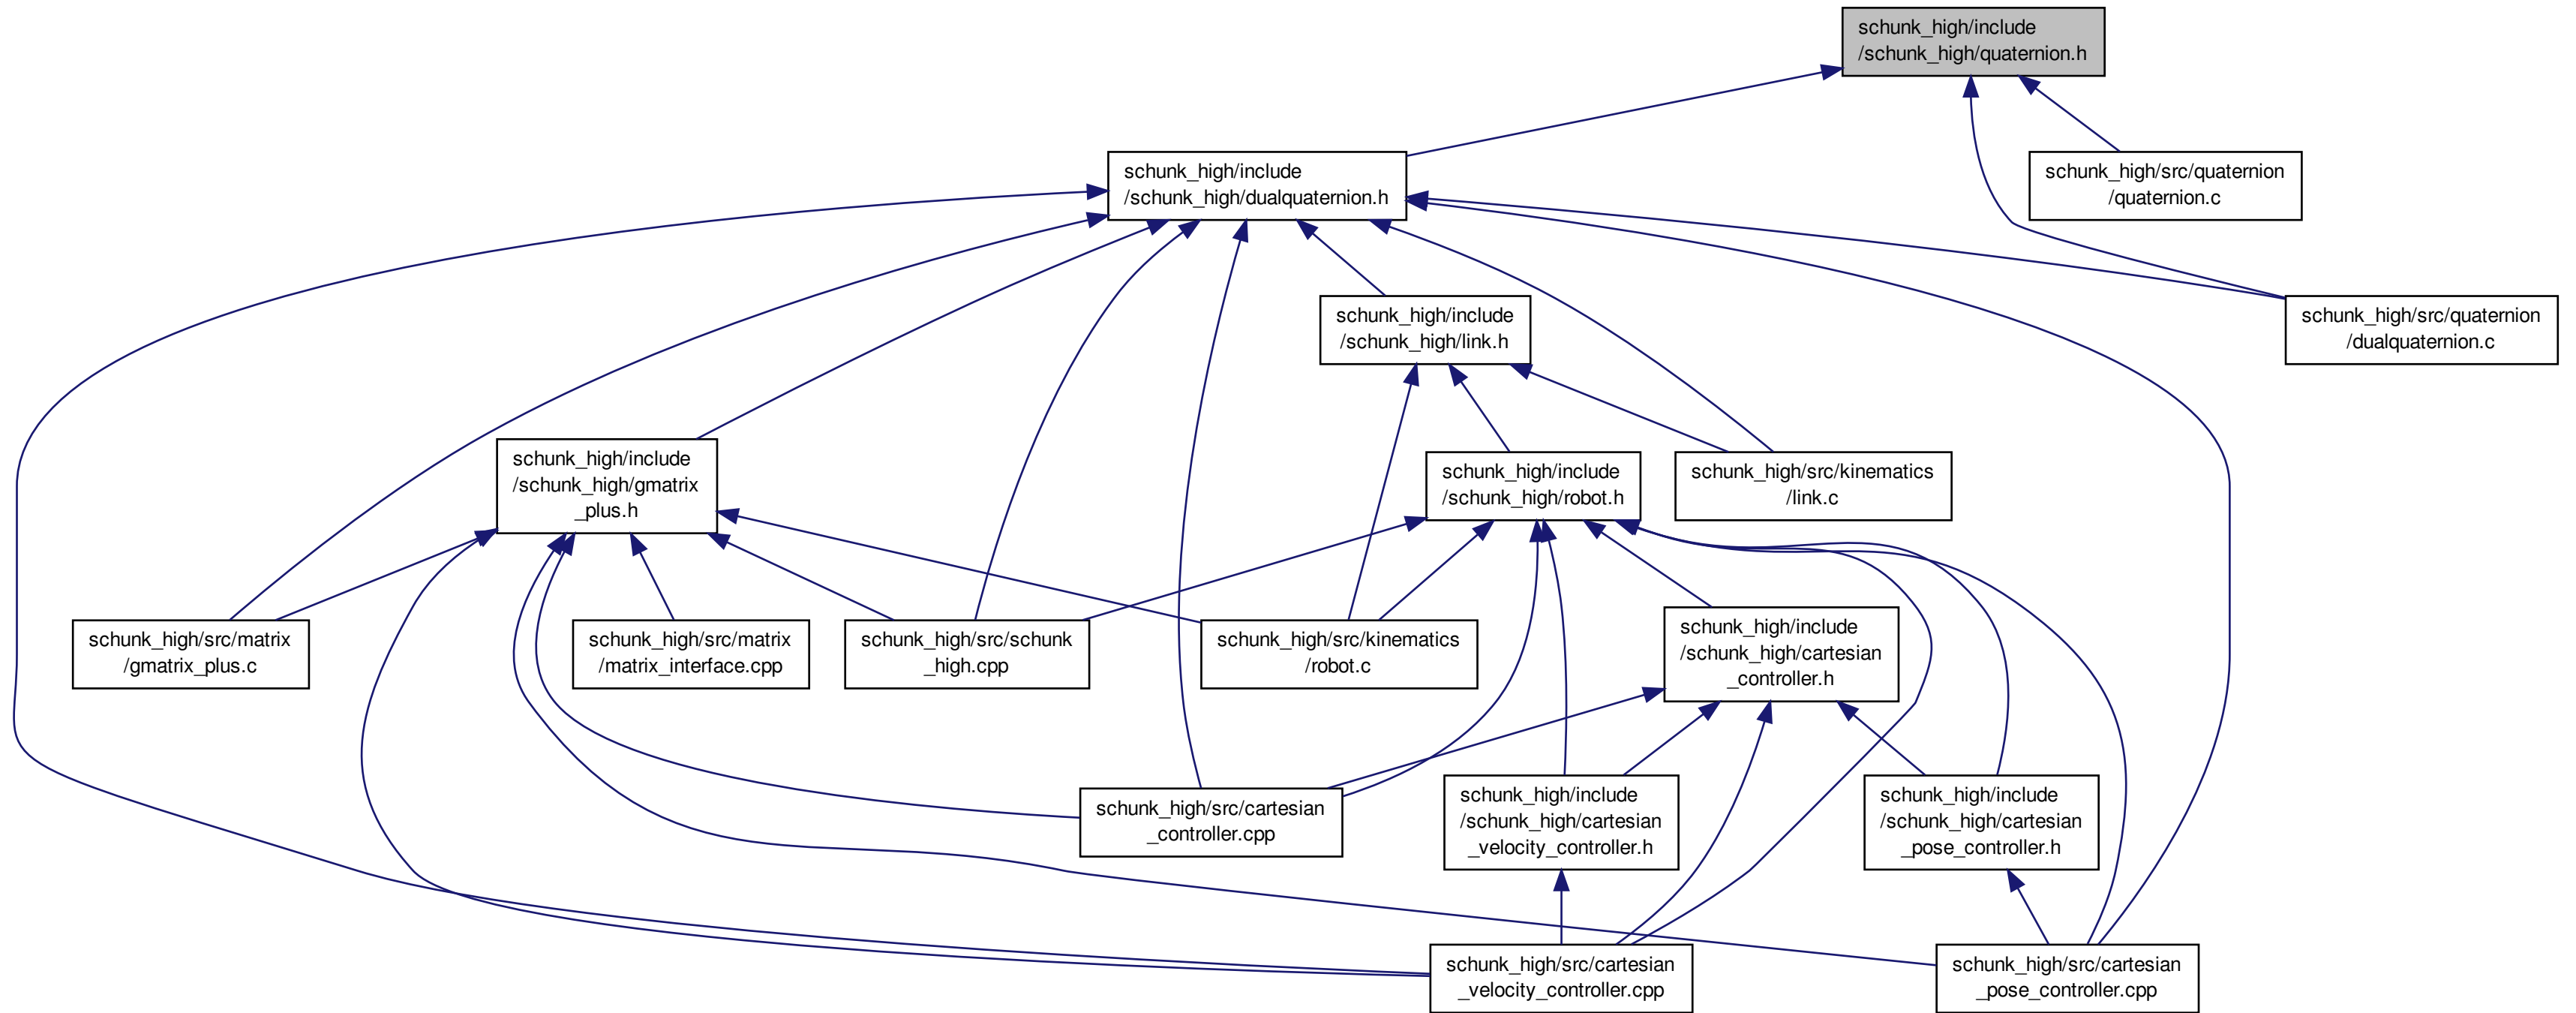 schunk_high/include
/schunk_high/quaternion.h
schunk_high/include
/schunk_high/dualquaternion.h
schunk_high/src/quaternion
/quaternion.c
schunk_high/include
/schunk_high/link.h
schunk_high/src/quaternion
/dualquaternion.c
schunk_high/include
/schunk_high/gmatrix
_plus.h
schunk_high/include
/schunk_high/robot.h
schunk_high/src/kinematics
/link.c
schunk_high/src/matrix
/gmatrix_plus.c
schunk_high/src/matrix
/matrix_interface.cpp
schunk_high/src/schunk
_high.cpp
schunk_high/src/kinematics
/robot.c
schunk_high/include
/schunk_high/cartesian
_controller.h
schunk_high/src/cartesian
_controller.cpp
schunk_high/include
/schunk_high/cartesian
_velocity_controller.h
schunk_high/include
/schunk_high/cartesian
_pose_controller.h
schunk_high/src/cartesian
_velocity_controller.cpp
schunk_high/src/cartesian
_pose_controller.cpp